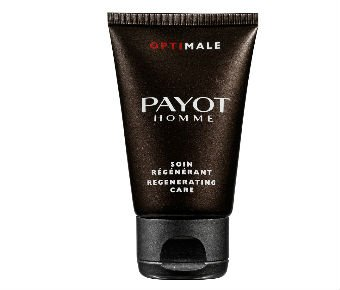 OPTIMALE
PAYOT
HOMME
SOIN
RÉGÉNÉRANT
REGENERATING
CARE